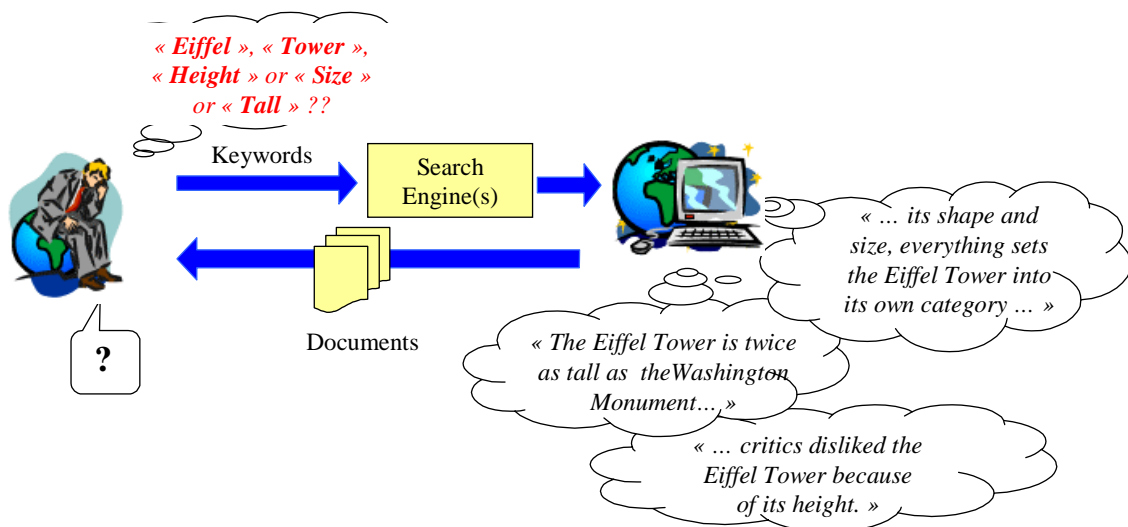 « Eiffel », « Tower »,
« Height » or « Size »
or « Tall » ??
Keywords
Search
Engine(s)
« … its shape and
size, everything sets
the Eiffel Tower into
its own category … »
?
Documents
« The Eiffel Tower is twice
as tall as theWashington
Monument… »
« … critics disliked the
Eiffel Tower because
of its height. »